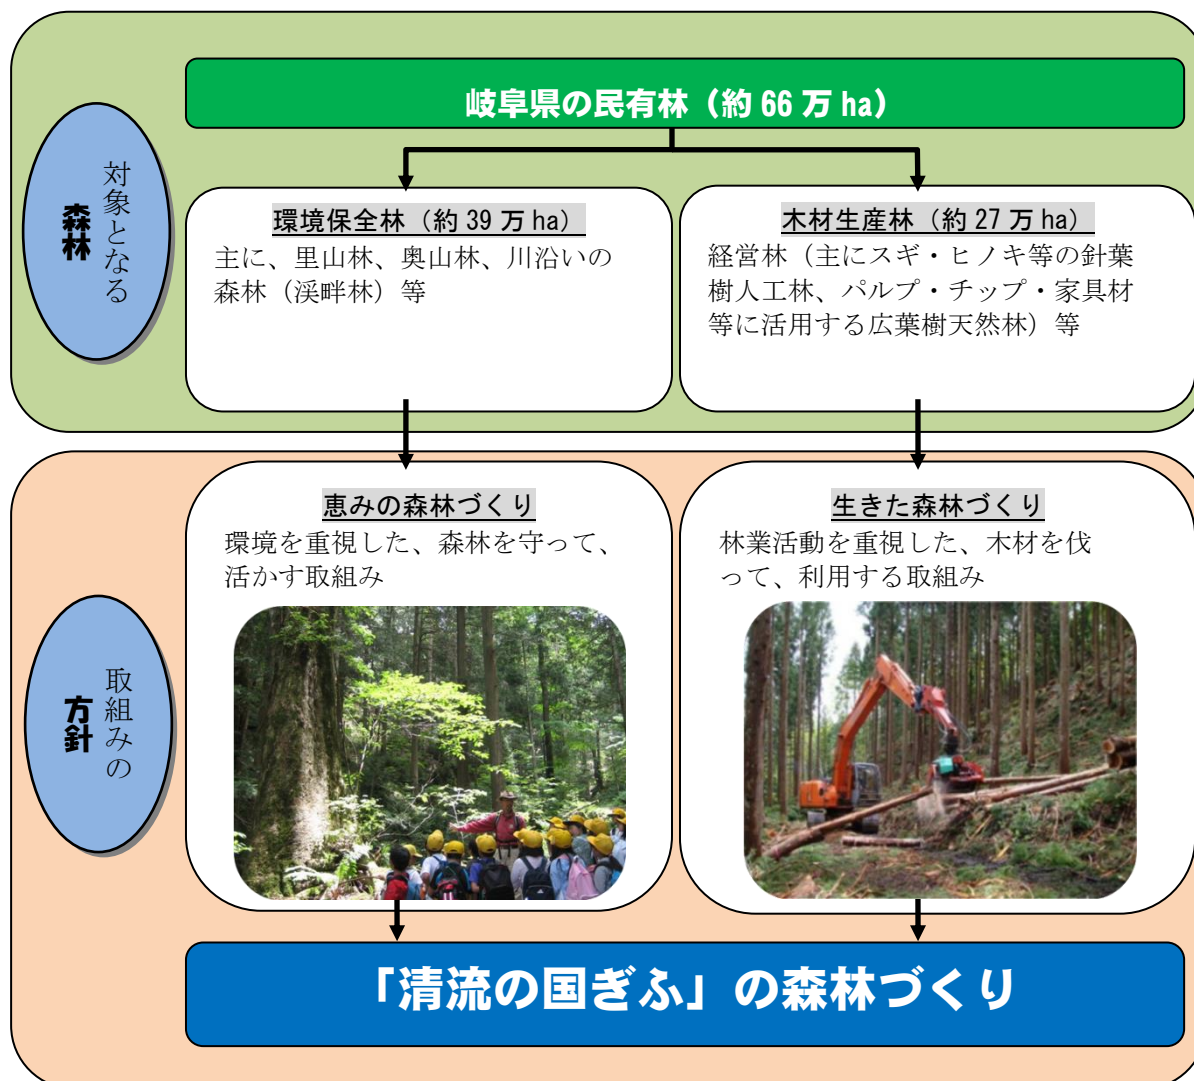 岐阜県の民有林（約 66 万 ha）
対象となる
森林
環境保全林（約 39 万 ha）
主に、里山林、奥山林、川沿いの
森林（渓畔林）等
木材生産林（約 27 万 ha）
経営林（主にスギ・ヒノキ等の針葉
樹人工林、パルプ・チップ・家具材
等に活用する広葉樹天然林）等
取組みの
方針
恵みの森林づくり
環境を重視した、森林を守って、
活かす取組み
生きた森林づくり
林業活動を重視した、木材を伐
って、利用する取組み
「清流の国ぎふ」の森林づくり